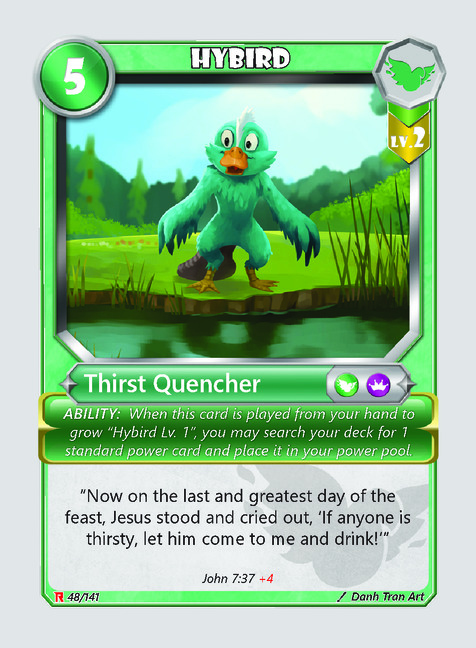 HYBIRD
5
LV.2
Thirst Quencher
ABILITY: When this card is played from your hand to
grow "Hybird Lv. 1", you may search your deck for 1
standard power card and place it in your power pool.
"Now on the last and greatest day of the
feast, Jesus stood and cried out, 'If anyone is
thirsty, let him come to me and drink!'"
John 7:37 +4
R 48/141 Danh Tran Art